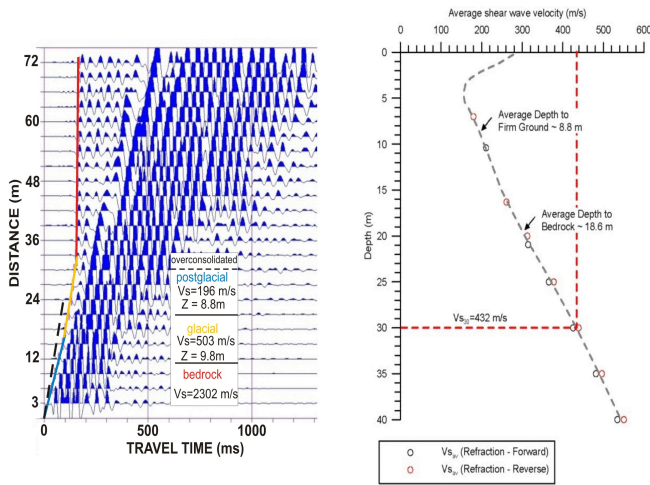 DISTANCE (m)
72
60
48
36
24
12
3
overconsolidated
postglacial
Vs=196 m/s
Z = 8.8m
glacial
Vs=503 m/s
Z = 9.8m
bedrock
Vs=2302 m/s
0 500 1000
TRAVEL TIME (ms)
Average shear wave velocity (m/s)
0 100 200 300 400 500 600
Depth (m)
0
5
10
15
20
25
30
35
40
Average Depth to
Firm Ground ~ 8.8 m
Average Depth to
Bedrock ~ 18.6 m
Vs30=432 m/s
Vsav (Refraction - Forward)
Vsav (Refraction - Reverse)